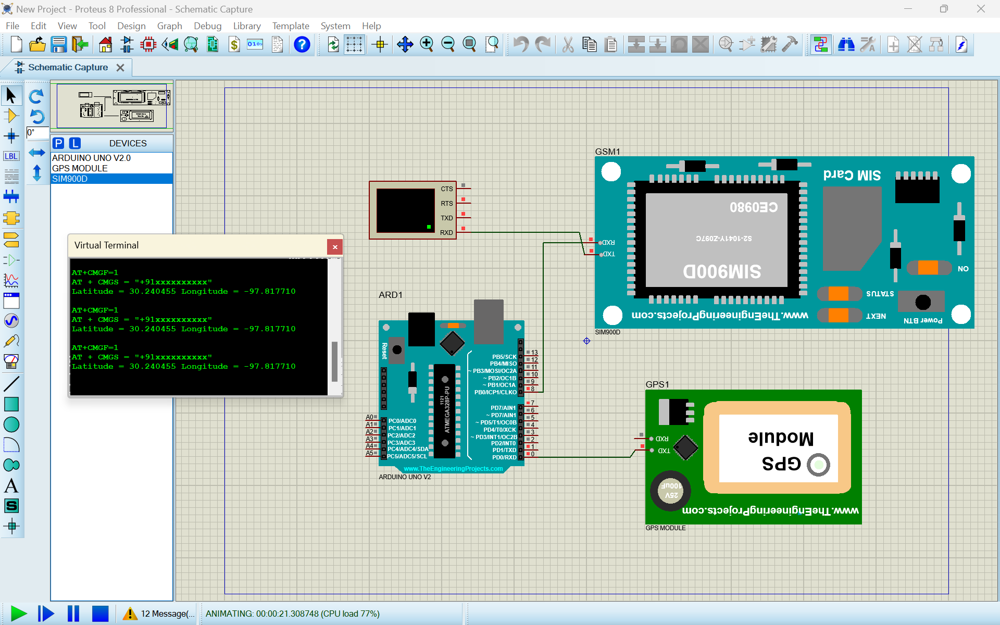 New Project - Proteus 8 Professional - Schematic Capture
File Edit View Tool Design Graph Debug Library Template System Help
Schematic Capture
0°
LBL
P L DEVICES
ARDUINO UNO V2.0
GPS MODULE
SIM900D
Virtual Terminal
AT+CMGF=1
AT + CMGS = "+91xxxxxxxxxx"
Latitude = 30.240455 Longitude = -97.817710
AT+CMGF=1
AT + CMGS = "+91xxxxxxxxxx"
Latitude = 30.240455 Longitude = -97.817710
AT+CMGF=1
AT + CMGS = "+91xxxxxxxxxx"
Latitude = 30.240455 Longitude = -97.817710
CTS
RTS
TXD
RXD
GSM1
SIM Card
CE0980
S2-1041Y-Z097C
SIM900D
RXD
TXD
ON
STATUS
NEXT
Power BTN
www.TheEngineeringProjects.com
SIM900D
ARD1
Reset
1121
ATMEGA328P-PU
PB5/SCK 13
PB4/MISO 12
~ PB3/MOSI/OC2A 11
~ PB2/OC1B 10
~ PB1/OC1A 9
PB0/ICP1/CLKO 8
PD7/AIN1 7
~ PD7/AIN1 6
~ PD5/T1/OC0B 5
PD4/T0/XCK 4
~ PD3/INT1/OC2B 3
PD2/INT0 2
PD1/TXD 1
PD0/RXD 0
A0 PC0/ADC0
A1 PC1/ADC1
A2 PC2/ADC2
A3 PC3/ADC3
A4 PC4/ADC4/SDA
A5 PC5/ADC5/SCL
www.TheEngineeringProjects.com
ARDUINO UNO V2
GPS1
RXD
TXD
GPS
Module
100uF
25V
www.TheEngineeringProjects.com
GPS MODULE
12 Message(...
ANIMATING: 00:00:21.308748 (CPU load 77%)